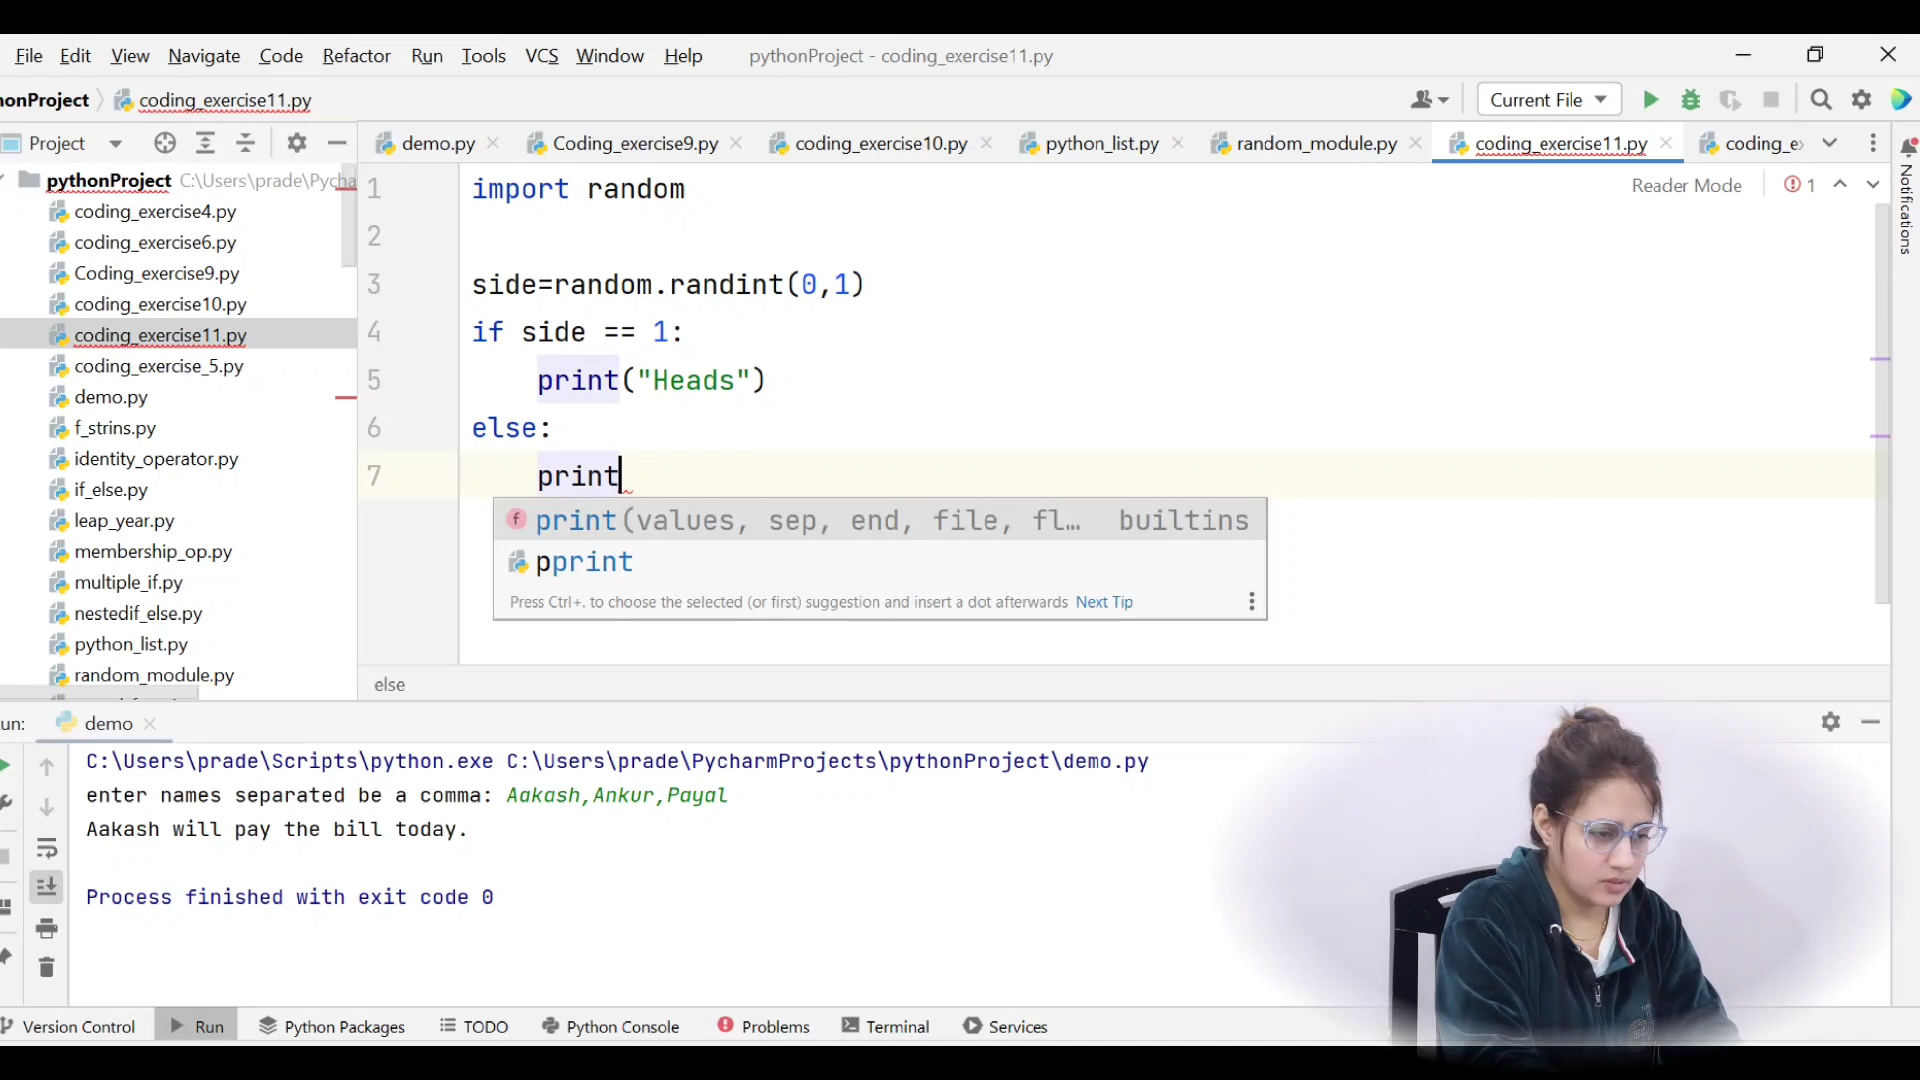 File Edit View Navigate Code Refactor Run Tools VCS Window Help pythonProject - coding_exercise11.py
honProject coding_exercise11.py Current File
Project demo.py Coding_exercise9.py coding_exercise10.py python_list.py random_module.py coding_exercise11.py coding_e
pythonProject C:\Users\prade\Pycha
coding_exercise4.py
coding_exercise6.py
Coding_exercise9.py
coding_exercise10.py
coding_exercise11.py
coding_exercise_5.py
demo.py
f_strins.py
identity_operator.py
if_else.py
leap_year.py
membership_op.py
multiple_if.py
nestedif_else.py
python_list.py
random_module.py
Reader Mode 1
Notifications
1 import random
2
3 side=random.randint(0,1)
4 if side == 1:
5 print("Heads")
6 else:
7 print
print(values, sep, end, file, fl... builtins
pprint
Press Ctrl+. to choose the selected (or first) suggestion and insert a dot afterwards Next Tip
else
un: demo
C:\Users\prade\Scripts\python.exe C:\Users\prade\PycharmProjects\pythonProject\demo.py
enter names separated be a comma: Aakash,Ankur,Payal
Aakash will pay the bill today.
Process finished with exit code 0
Version Control Run Python Packages TODO Python Console Problems Terminal Services